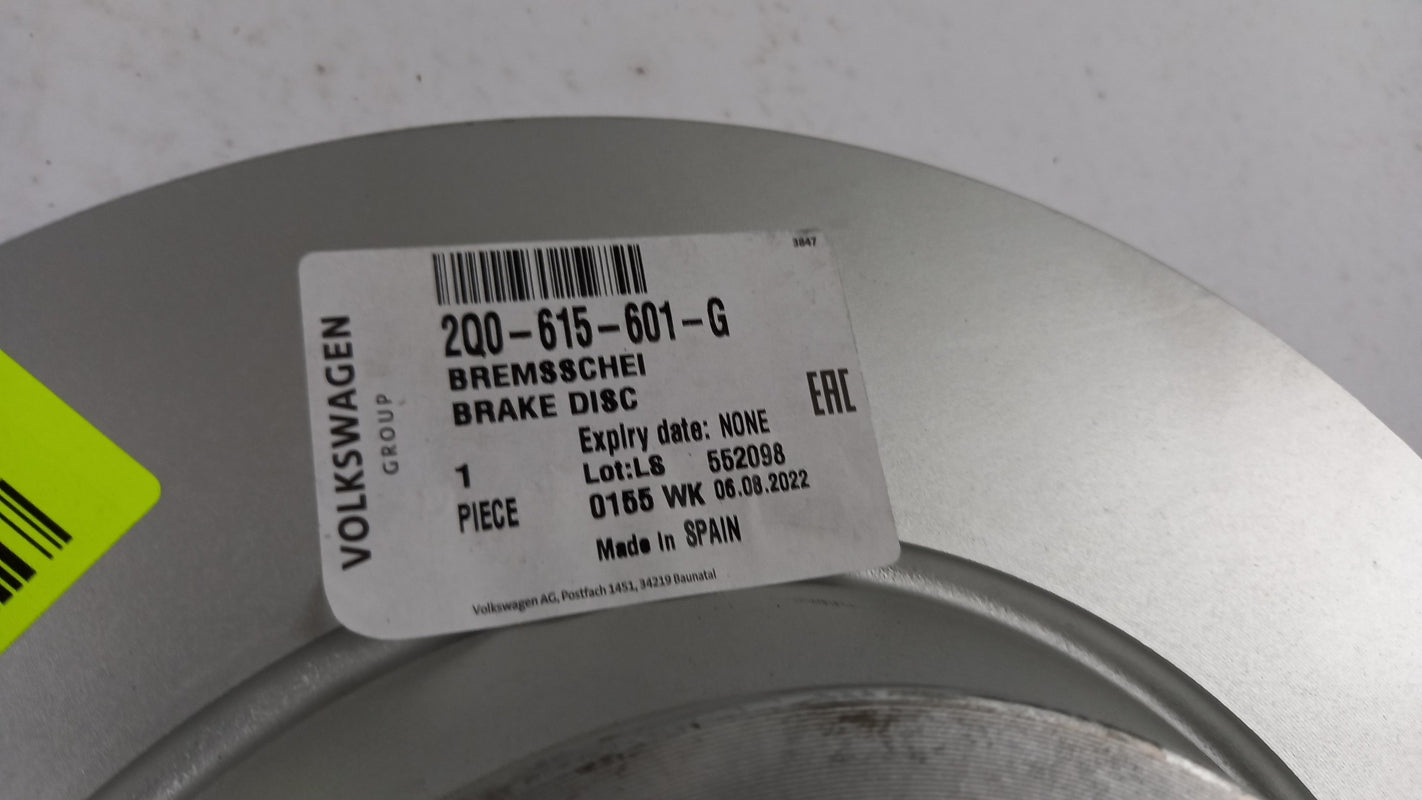 3847
2Q0-615-601-G
BREMSSCHEI
BRAKE DISC
EAC
Expiry date: NONE
1
Lot:LS 552098
PIECE
0155 WK 06.08.2022
Made in SPAIN
Volkswagen AG, Postfach 1451, 34219 Baunatal
VOLKSWAGEN
GROUP